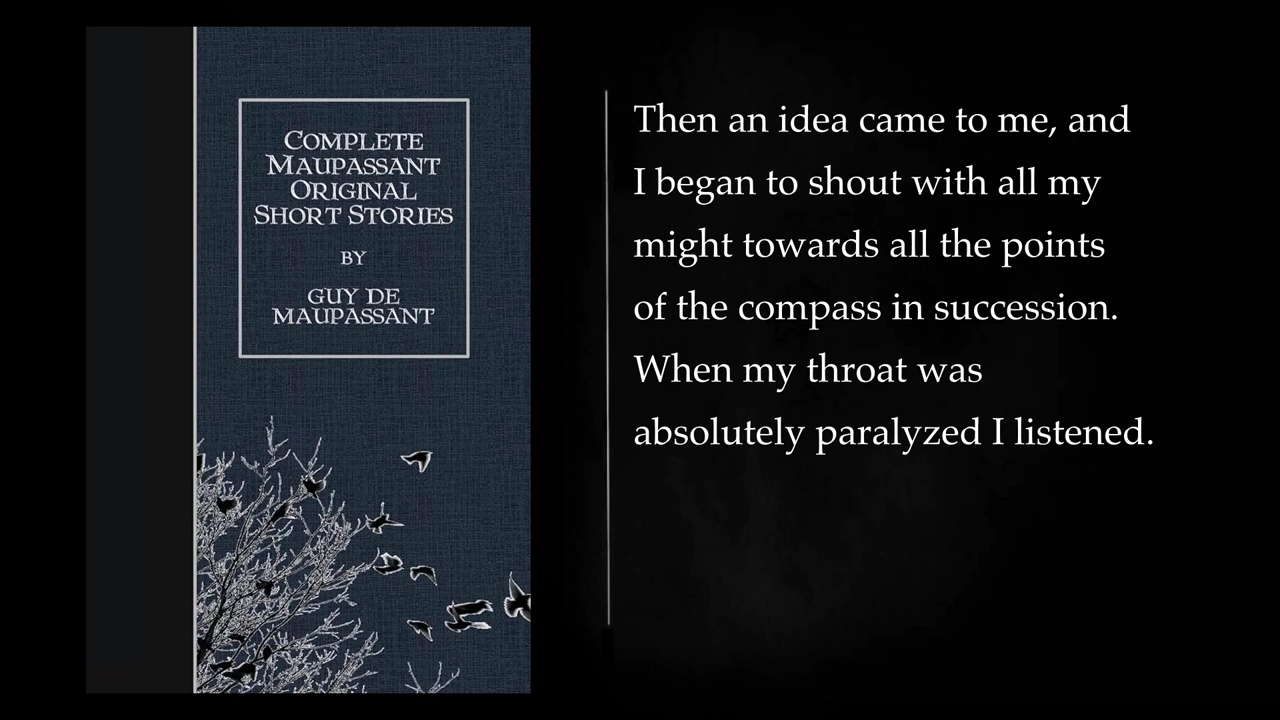 COMPLETE
MAUPASSANT
ORIGINAL
SHORT STORIES
BY
GUY DE
MAUPASSANT
Then an idea came to me, and
I began to shout with all my
might towards all the points
of the compass in succession.
When my throat was
absolutely paralyzed I listened.